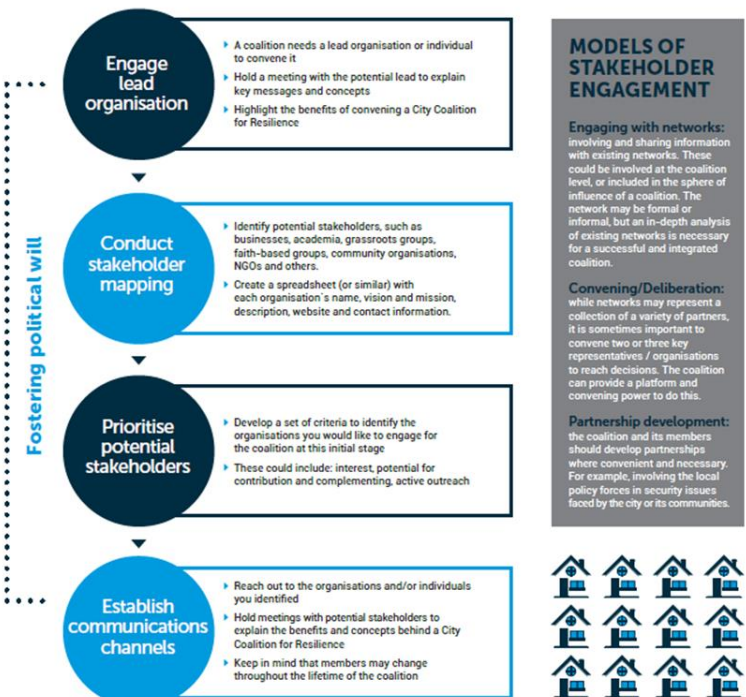 Fostering political will
Engage
lead
organisation
A coalition needs a lead organisation or individual
to convene it
Hold a meeting with the potential lead to explain
key messages and concepts
Highlight the benefits of convening a City Coalition
for Resilience
Conduct
stakeholder
mapping
Identify potential stakeholders, such as
businesses, academia, grassroots groups,
faith-based groups, community organisations,
NGOs and others.
Create a spreadsheet (or similar) with
each organisation´s name, vision and mission,
description, website and contact information.
Prioritise
potential
stakeholders
Develop a set of criteria to identify the
organisations you would like to engage for
the coalition at this initial stage
These could include: interest, potential for
contribution and complementing, active outreach
Establish
communications
channels
Reach out to the organisations and/or individuals
you identified
Hold meetings with potential stakeholders to
explain the benefits and concepts behind a City
Coalition for Resilience
Keep in mind that members may change
throughout the lifetime of the coalition
MODELS OF
STAKEHOLDER
ENGAGEMENT
Engaging with networks:
involving and sharing information
with existing networks. These
could be involved at the coalition
level, or included in the sphere of
influence of a coalition. The
network may be formal or
informal, but an in-depth analysis
of existing networks is necessary
for a successful and integrated
coalition.
Convening/Deliberation:
while networks may represent a
collection of a variety of partners,
it is sometimes important to
convene two or three key
representatives / organisations
to reach decisions. The coalition
can provide a platform and
convening power to do this.
Partnership development:
the coalition and its members
should develop partnerships
where convenient and necessary.
For example, involving the local
policy forces in security issues
faced by the city or its communities.